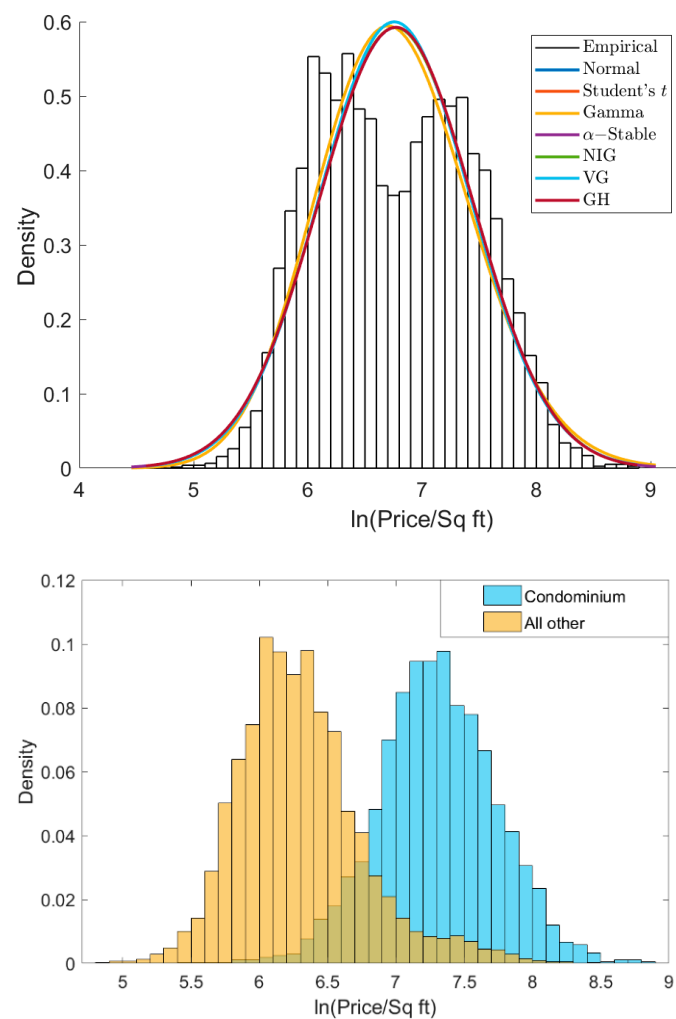 0.6
0.5
0.4
0.3
0.2
0.1
0
Density
4 5 6 7 8 9
ln(Price/Sq ft)
Empirical
Normal
Student's t
Gamma
α−Stable
NIG
VG
GH
0.12
0.1
0.08
0.06
0.04
0.02
0
Density
5 5.5 6 6.5 7 7.5 8 8.5 9
ln(Price/Sq ft)
Condominium
All other